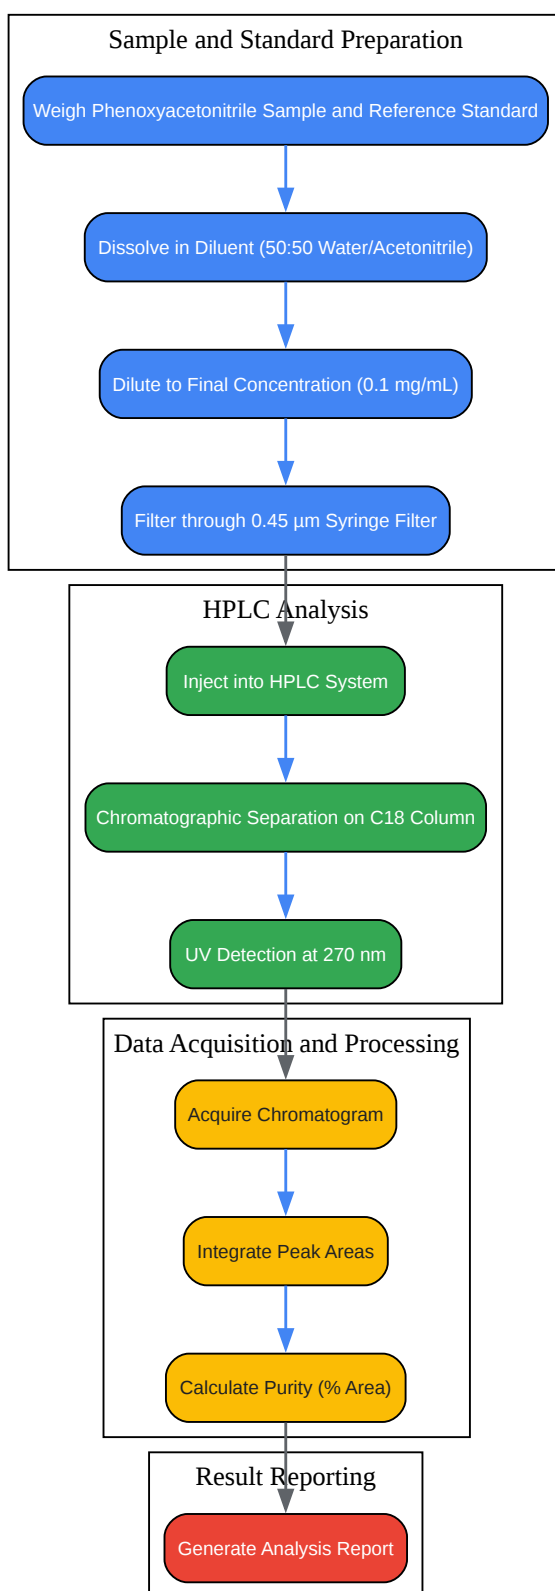 Sample and Standard Preparation
Weigh Phenoxyacetonitrile Sample and Reference Standard
Dissolve in Diluent (50:50 Water/Acetonitrile)
Dilute to Final Concentration (0.1 mg/mL)
Filter through 0.45 µm Syringe Filter
HPLC Analysis
Inject into HPLC System
Chromatographic Separation on C18 Column
UV Detection at 270 nm
Data Acquisition and Processing
Acquire Chromatogram
Integrate Peak Areas
Calculate Purity (% Area)
Result Reporting
Generate Analysis Report